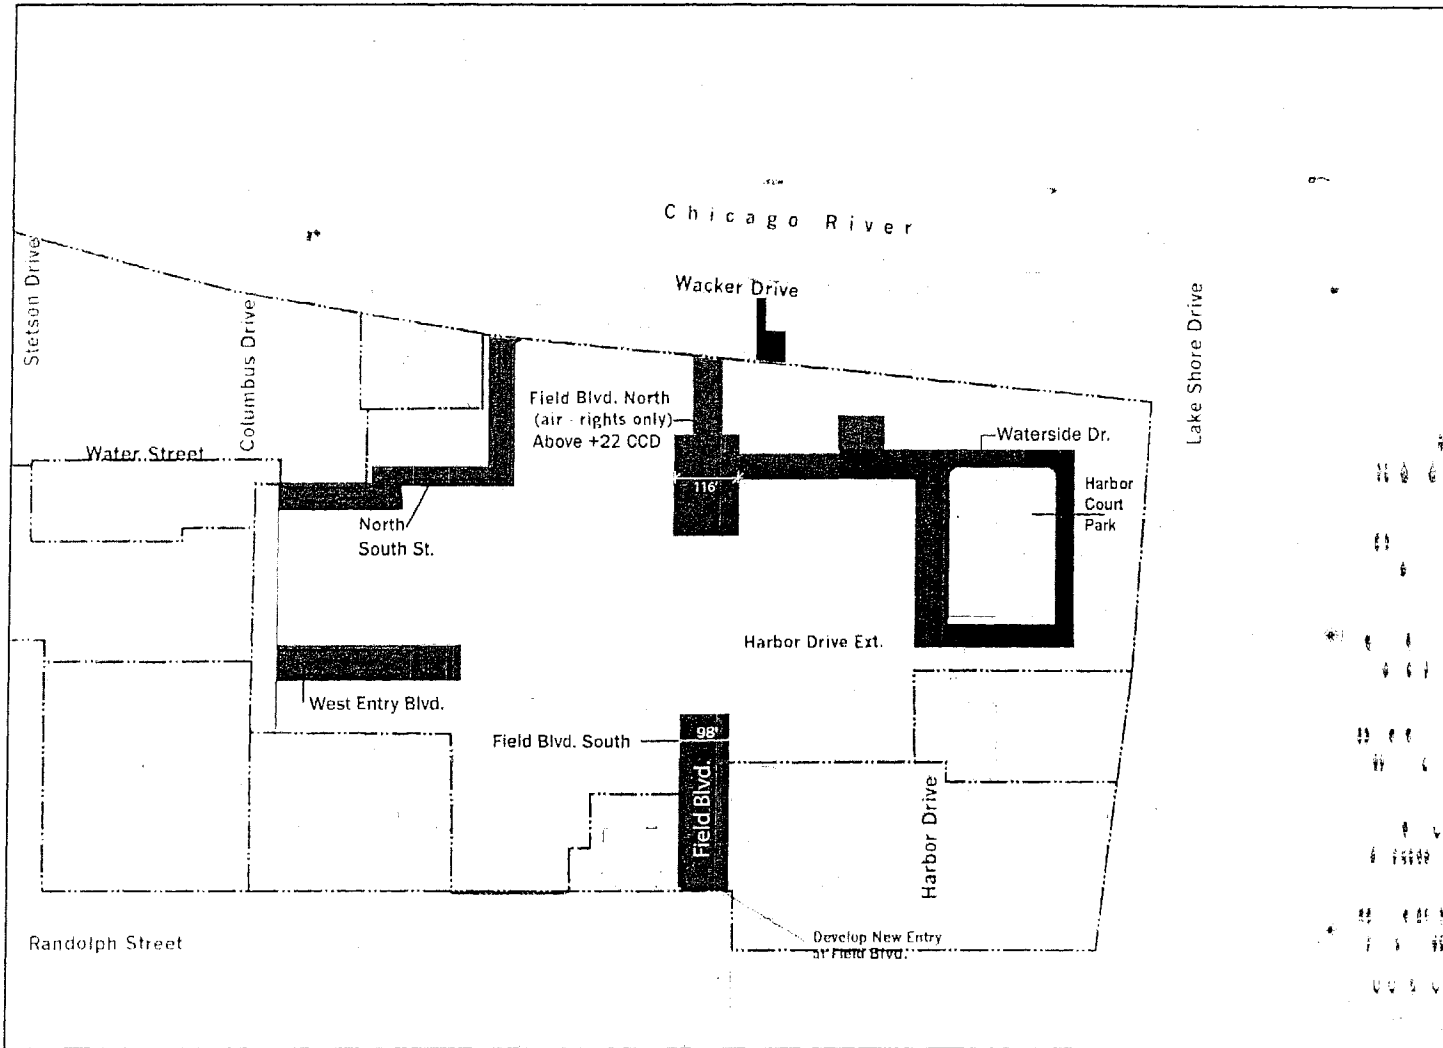 Chicago River
Wacker Drive
Stetson Drive
Columbus Drive
Lake Shore Drive
Field Blvd. North
(air - rights only)
Above +22 CCD
Water Street
Waterside Dr.
116'
Harbor
Court
Park
North
South St.
Harbor Drive Ext.
West Entry Blvd.
Field Blvd. South
98'
Field Blvd.
Harbor Drive
Randolph Street
Develop New Entry
at Field Blvd.